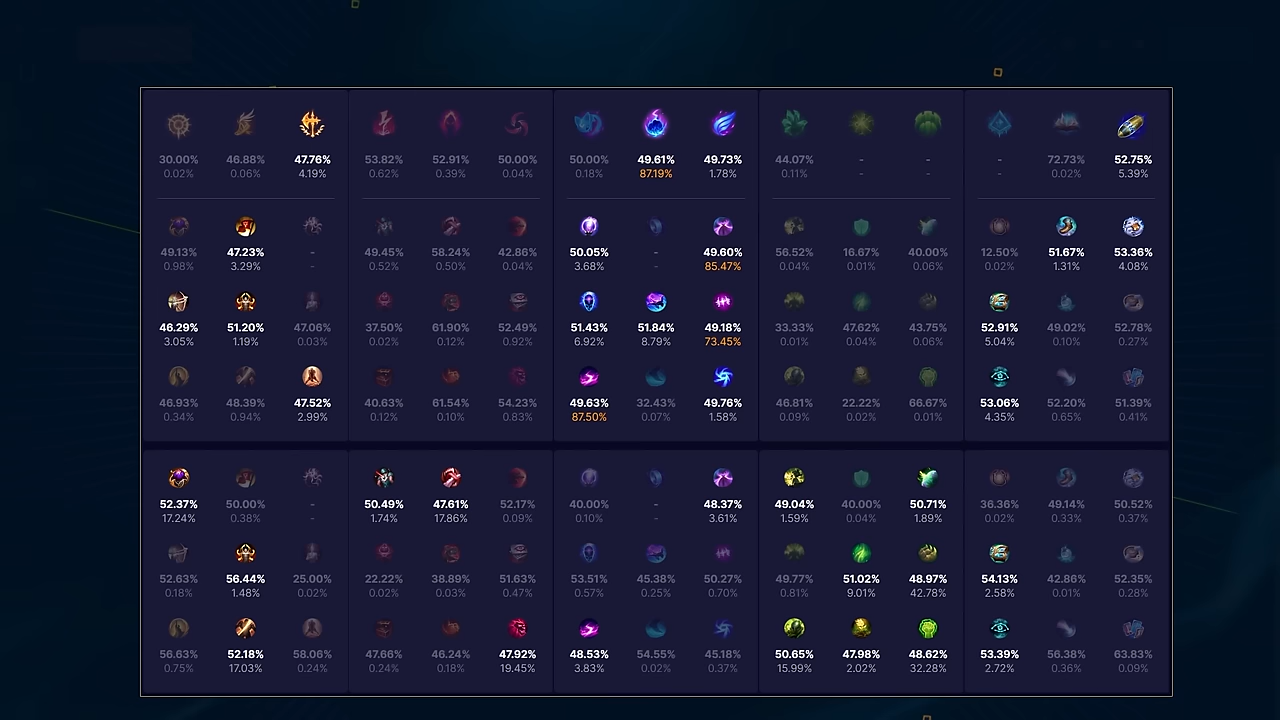 30.00% 46.88% 47.76% 53.82% 52.91% 50.00% 50.00% 49.61% 49.73% 44.07% - - - 72.73% 52.75%
0.02% 0.06% 4.19% 0.62% 0.39% 0.04% 0.18% 87.19% 1.78% 0.11% - - - 0.02% 5.39%
49.13% 47.23% - 49.45% 58.24% 42.86% 50.05% - 49.60% 56.52% 16.67% 40.00% 12.50% 51.67% 53.36%
0.98% 3.29% - 0.52% 0.50% 0.04% 3.68% - 85.47% 0.04% 0.01% 0.06% 0.02% 1.31% 4.08%
46.29% 51.20% 47.06% 37.50% 61.90% 52.49% 51.43% 51.84% 49.18% 33.33% 47.62% 43.75% 52.91% 49.02% 52.78%
3.05% 1.19% 0.03% 0.02% 0.12% 0.92% 6.92% 8.79% 73.45% 0.01% 0.04% 0.06% 5.04% 0.10% 0.27%
46.93% 48.39% 47.52% 40.63% 61.54% 54.23% 49.63% 32.43% 49.76% 46.81% 22.22% 66.67% 53.06% 52.20% 51.39%
0.34% 0.94% 2.99% 0.12% 0.10% 0.83% 87.50% 0.07% 1.58% 0.09% 0.02% 0.01% 4.35% 0.65% 0.41%
52.37% 50.00% - 50.49% 47.61% 52.17% 40.00% - 48.37% 49.04% 40.00% 50.71% 36.36% 49.14% 50.52%
17.24% 0.38% - 1.74% 17.86% 0.09% 0.10% - 3.61% 1.59% 0.04% 1.89% 0.02% 0.33% 0.37%
52.63% 56.44% 25.00% 22.22% 38.89% 51.63% 53.51% 45.38% 50.27% 49.77% 51.02% 48.97% 54.13% 42.86% 52.35%
0.18% 1.48% 0.02% 0.02% 0.03% 0.47% 0.57% 0.25% 0.70% 0.81% 9.01% 42.78% 2.58% 0.01% 0.28%
56.63% 52.18% 58.06% 47.66% 46.24% 47.92% 48.53% 54.55% 45.18% 50.65% 47.98% 48.62% 53.39% 56.38% 63.83%
0.75% 17.03% 0.24% 0.24% 0.18% 19.45% 3.83% 0.02% 0.37% 15.99% 2.02% 32.28% 2.72% 0.36% 0.09%